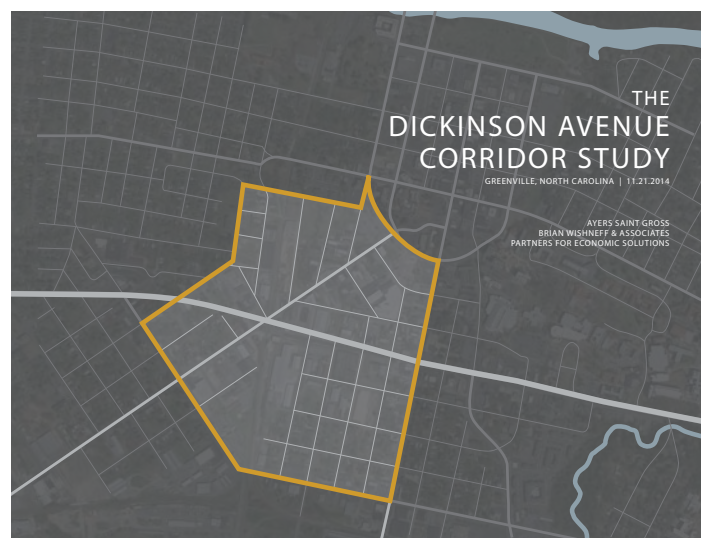 THE
DICKINSON AVENUE
CORRIDOR STUDY
GREENVILLE, NORTH CAROLINA | 11.21.2014
AYERS SAINT GROSS
BRIAN WISHNEFF & ASSOCIATES
PARTNERS FOR ECONOMIC SOLUTIONS